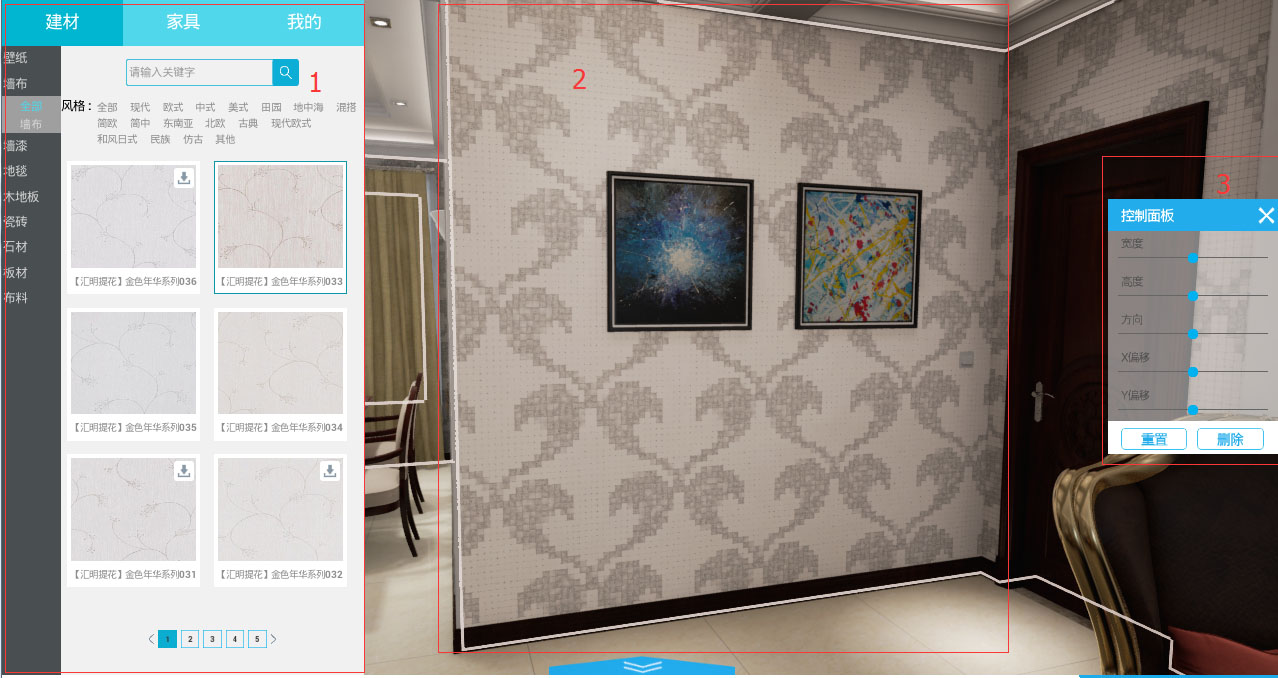 建材 家具 我的
壁纸
墙布
全部
墙布
墙漆
地毯
木地板
瓷砖
石材
板材
布料
请输入关键字
1
风格： 全部 现代 欧式 中式 美式 田园 地中海 混搭
简欧 简中 东南亚 北欧 古典 现代欧式
和风日式 民族 仿古 其他
【汇明提花】金色年华系列036 【汇明提花】金色年华系列033
【汇明提花】金色年华系列035 【汇明提花】金色年华系列034
【汇明提花】金色年华系列031 【汇明提花】金色年华系列032
1 2 3 4 5
2
3
控制面板
宽度
高度
方向
X偏移
Y偏移
重置 删除